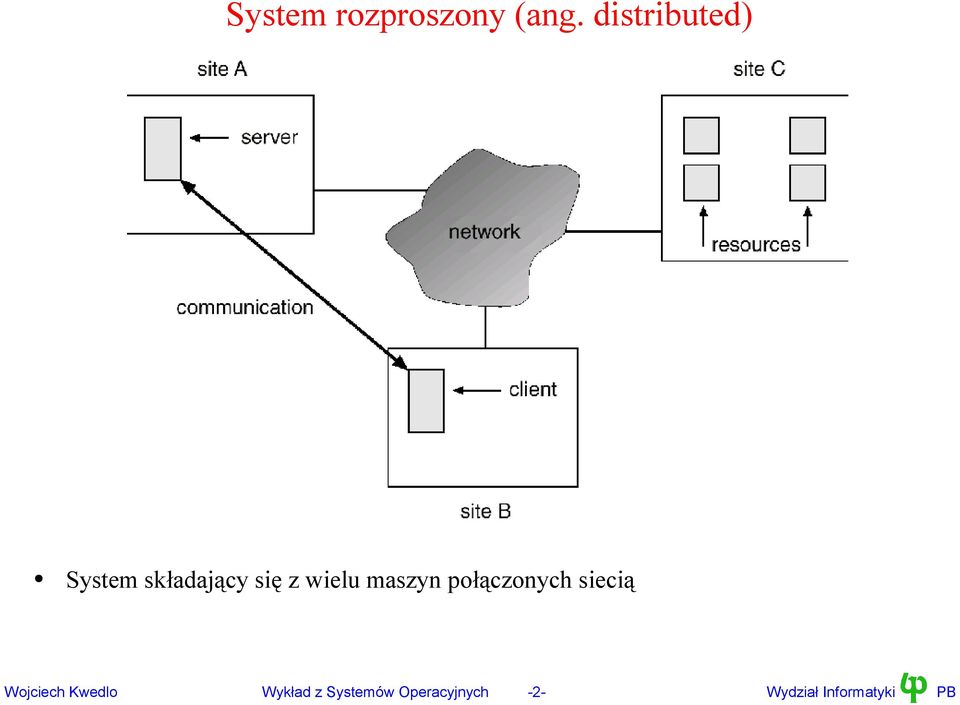 System rozproszony (ang. distributed)
site A
site C
server
network
resources
communication
client
site B
• System składający się z wielu maszyn połączonych siecią
Wojciech Kwedlo Wykład z Systemów Operacyjnych -2- Wydział Informatyki PB